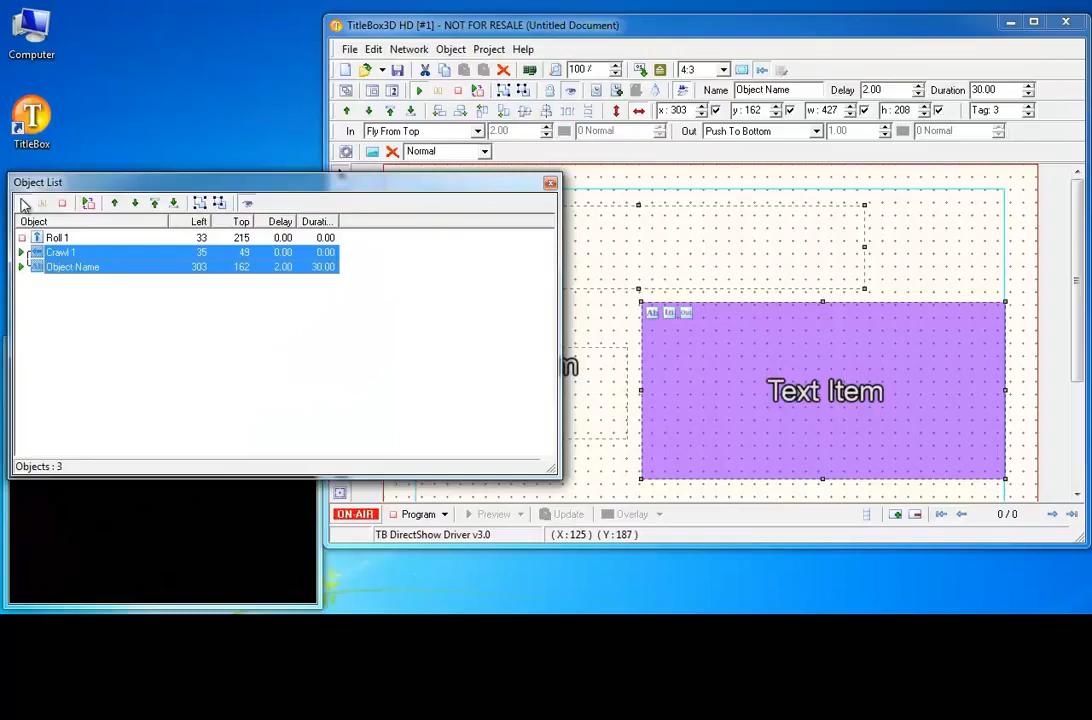 Computer
TitleBox
TitleBox3D HD [#1] - NOT FOR RESALE (Untitled Document)
File Edit Network Object Project Help
100 % 4:3
Name Object Name Delay 2.00 Duration 30.00
x : 303 y : 162 w : 427 h : 208 Tag: 3
In Fly From Top 2.00 0 Normal Out Push To Bottom 1.00 0 Normal
Normal
Object List
Object Left Top Delay Durati...
Roll 1 33 215 0.00 0.00
Crawl 1 35 49 0.00 0.00
Object Name 303 162 2.00 30.00
Ab In Out
Text Item
Objects : 3
ON-AIR Program Preview Update Overlay 0 / 0
TB DirectShow Driver v3.0 ( X : 125 ) ( Y : 187 )